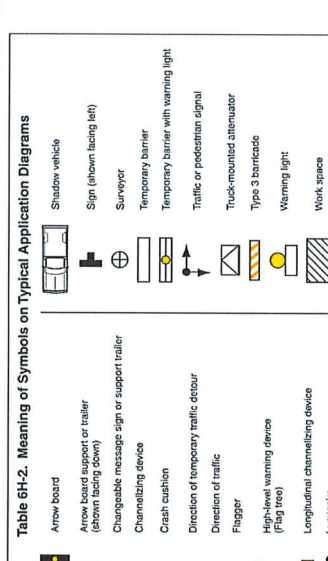 Table 6H-2. Meaning of Symbols on Typical Application Diagrams
Arrow board
Arrow board support or trailer
(shown facing down)
Changeable message sign or support trailer
Channelizing device
Crash cushion
Direction of temporary traffic detour
Direction of traffic
Flagger
High-level warning device
(Flag tree)
Longitudinal channelizing device
Shadow vehicle
Sign (shown facing left)
Surveyor
Temporary barrier
Temporary barrier with warning light
Traffic or pedestrian signal
Truck-mounted attenuator
Type 3 barricade
Warning light
Work space